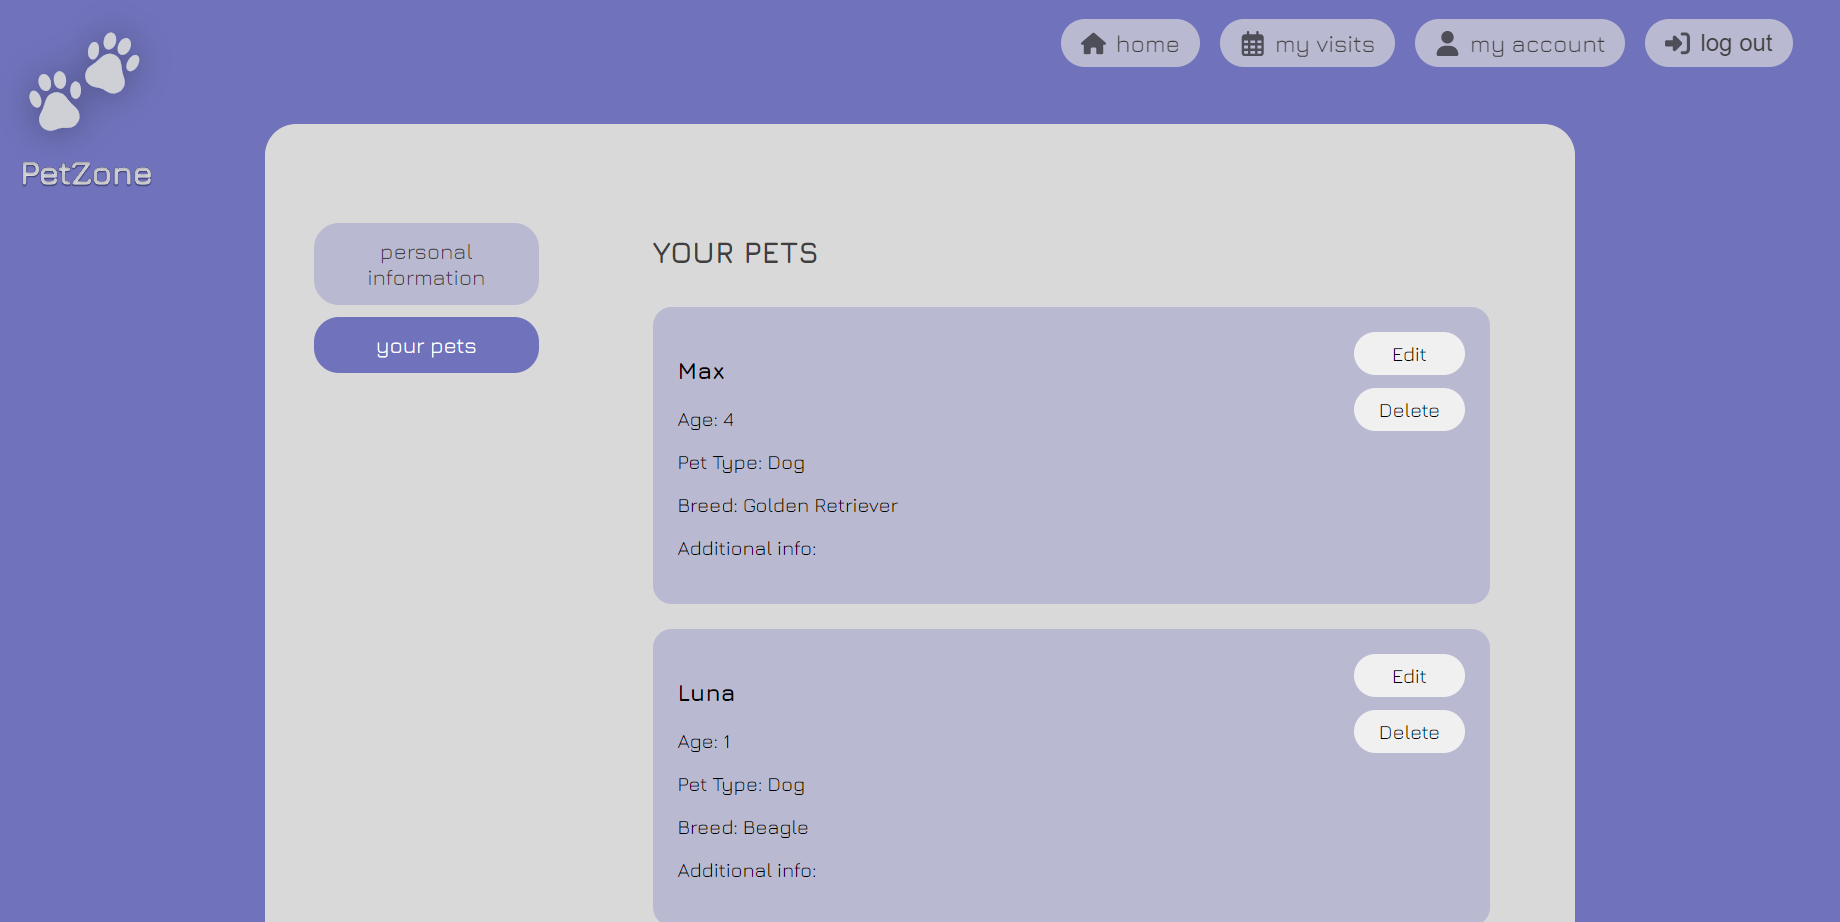 home
my visits
my account
log out
PetZone
personal
information
your pets
YOUR PETS
Max
Age: 4
Pet Type: Dog
Breed: Golden Retriever
Additional info:
Edit
Delete
Luna
Age: 1
Pet Type: Dog
Breed: Beagle
Additional info:
Edit
Delete